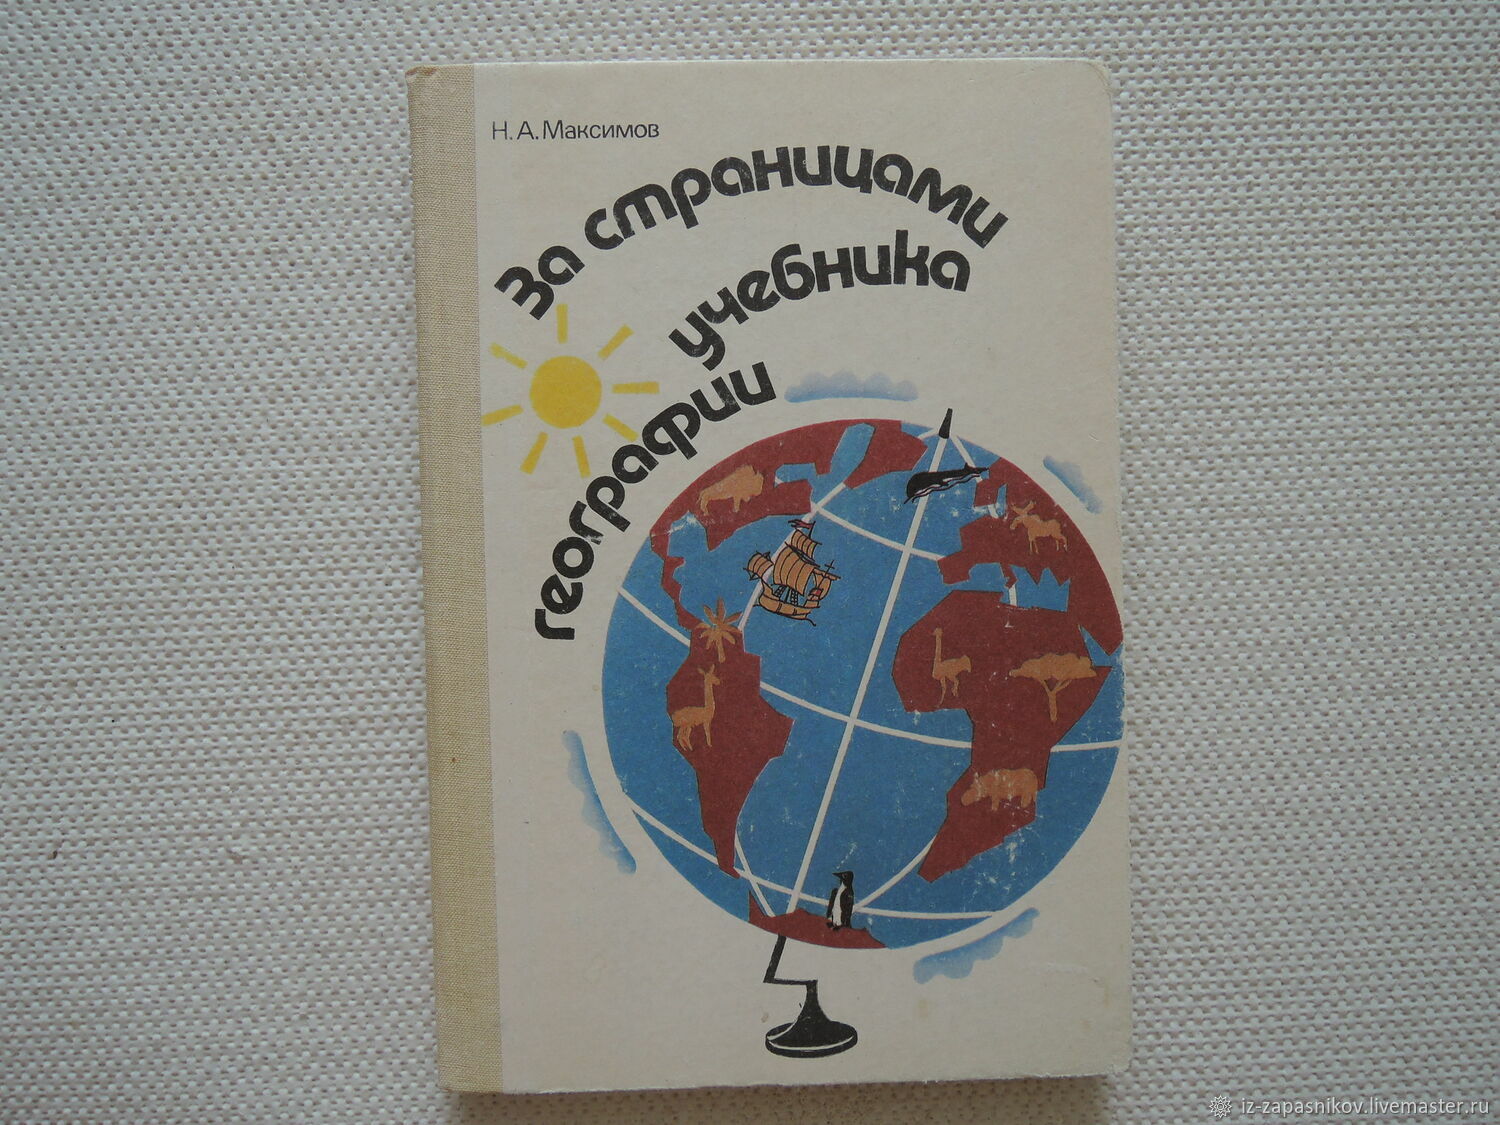 Н. А. Максимов
За страницами
учебника
географии
iz-zapasnikov.livemaster.ru